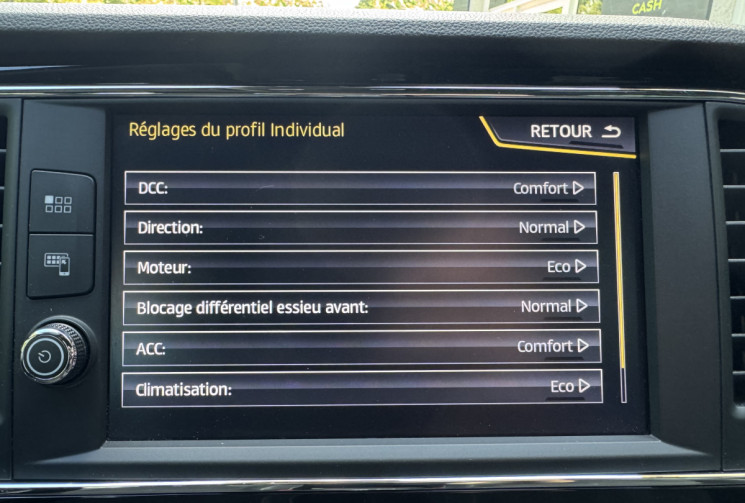 CASH
Réglages du profil Individual
RETOUR
DCC: Comfort
Direction: Normal
Moteur: Eco
Blocage différentiel essieu avant: Normal
ACC: Comfort
Climatisation: Eco